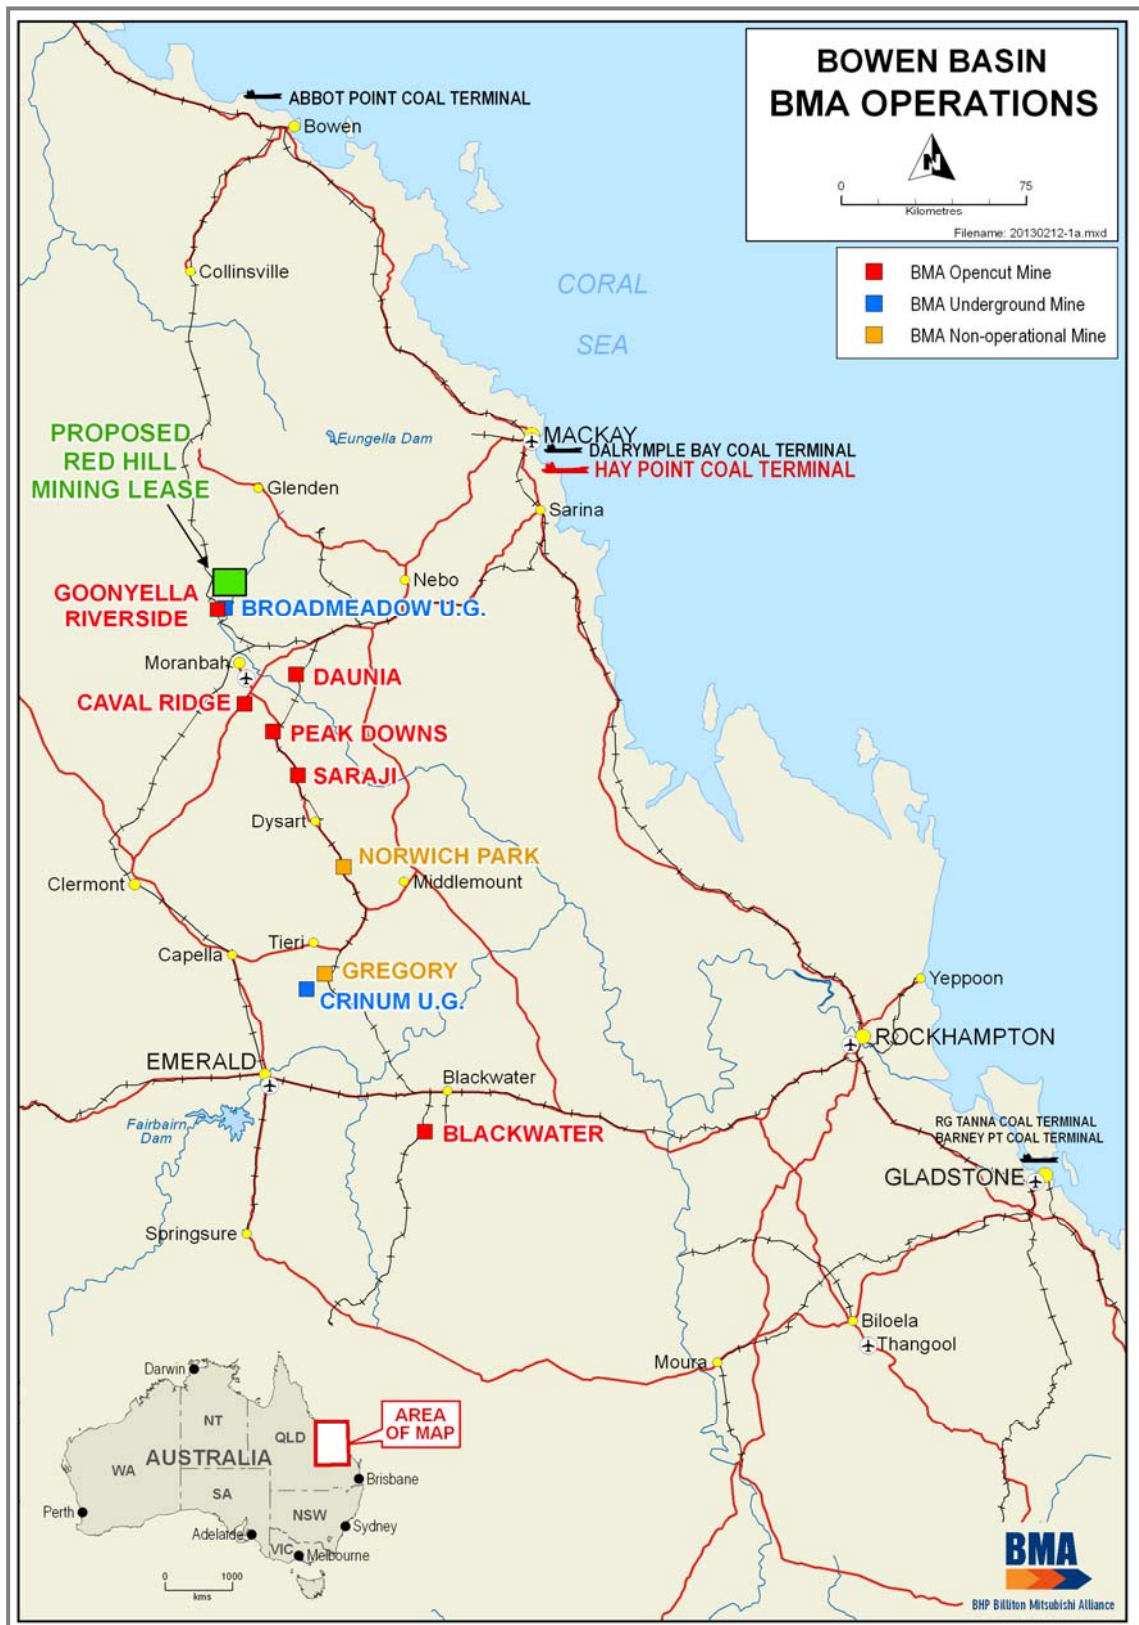 BOWEN BASIN
BMA OPERATIONS
N
0 75
Kilometres
Filename: 20130212-1a.mxd
BMA Opencut Mine
BMA Underground Mine
BMA Non-operational Mine
ABBOT POINT COAL TERMINAL
Bowen
Collinsville
CORAL
SEA
PROPOSED
RED HILL
MINING LEASE
Eungella Dam
MACKAY
DALRYMPLE BAY COAL TERMINAL
HAY POINT COAL TERMINAL
Glenden
Sarina
Nebo
GOONYELLA
RIVERSIDE
BROADMEADOW U.G.
Moranbah
DAUNIA
CAVAL RIDGE
PEAK DOWNS
SARAJI
Dysart
NORWICH PARK
Clermont
Middlemount
Tieri
Capella
GREGORY
CRINUM U.G.
Yeppoon
ROCKHAMPTON
EMERALD
Blackwater
Fairbairn
Dam
BLACKWATER
RG TANNA COAL TERMINAL
BARNEY PT COAL TERMINAL
GLADSTONE
Springsure
Biloela
Thangool
Moura
Darwin
NT
QLD
AREA
OF MAP
AUSTRALIA
WA
SA
Brisbane
NSW
Perth
Adelaide
Sydney
VIC
Melbourne
0 1000
kms
BMA
BHP Billiton Mitsubishi Alliance